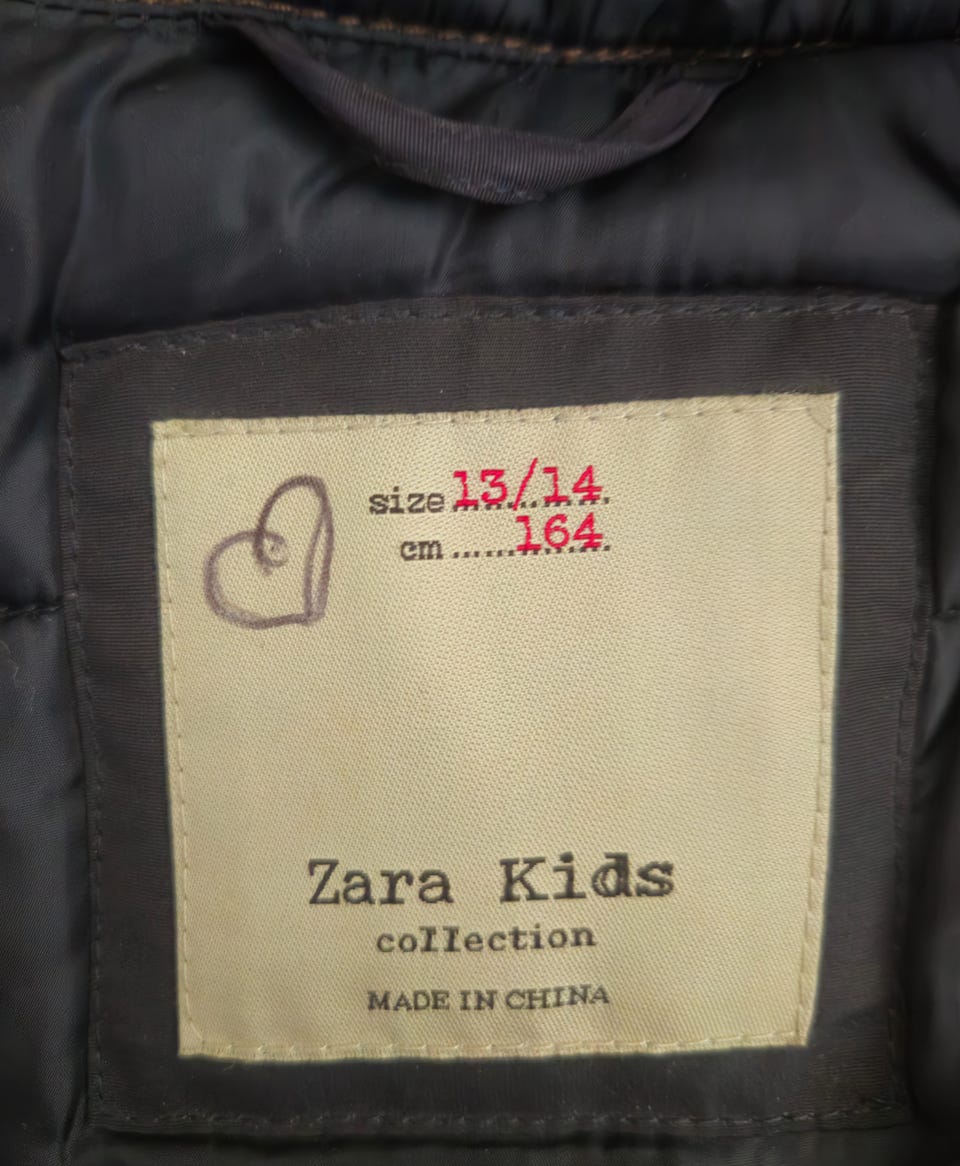 size 13/14
cm 164
Zara Kids
collection
MADE IN CHINA